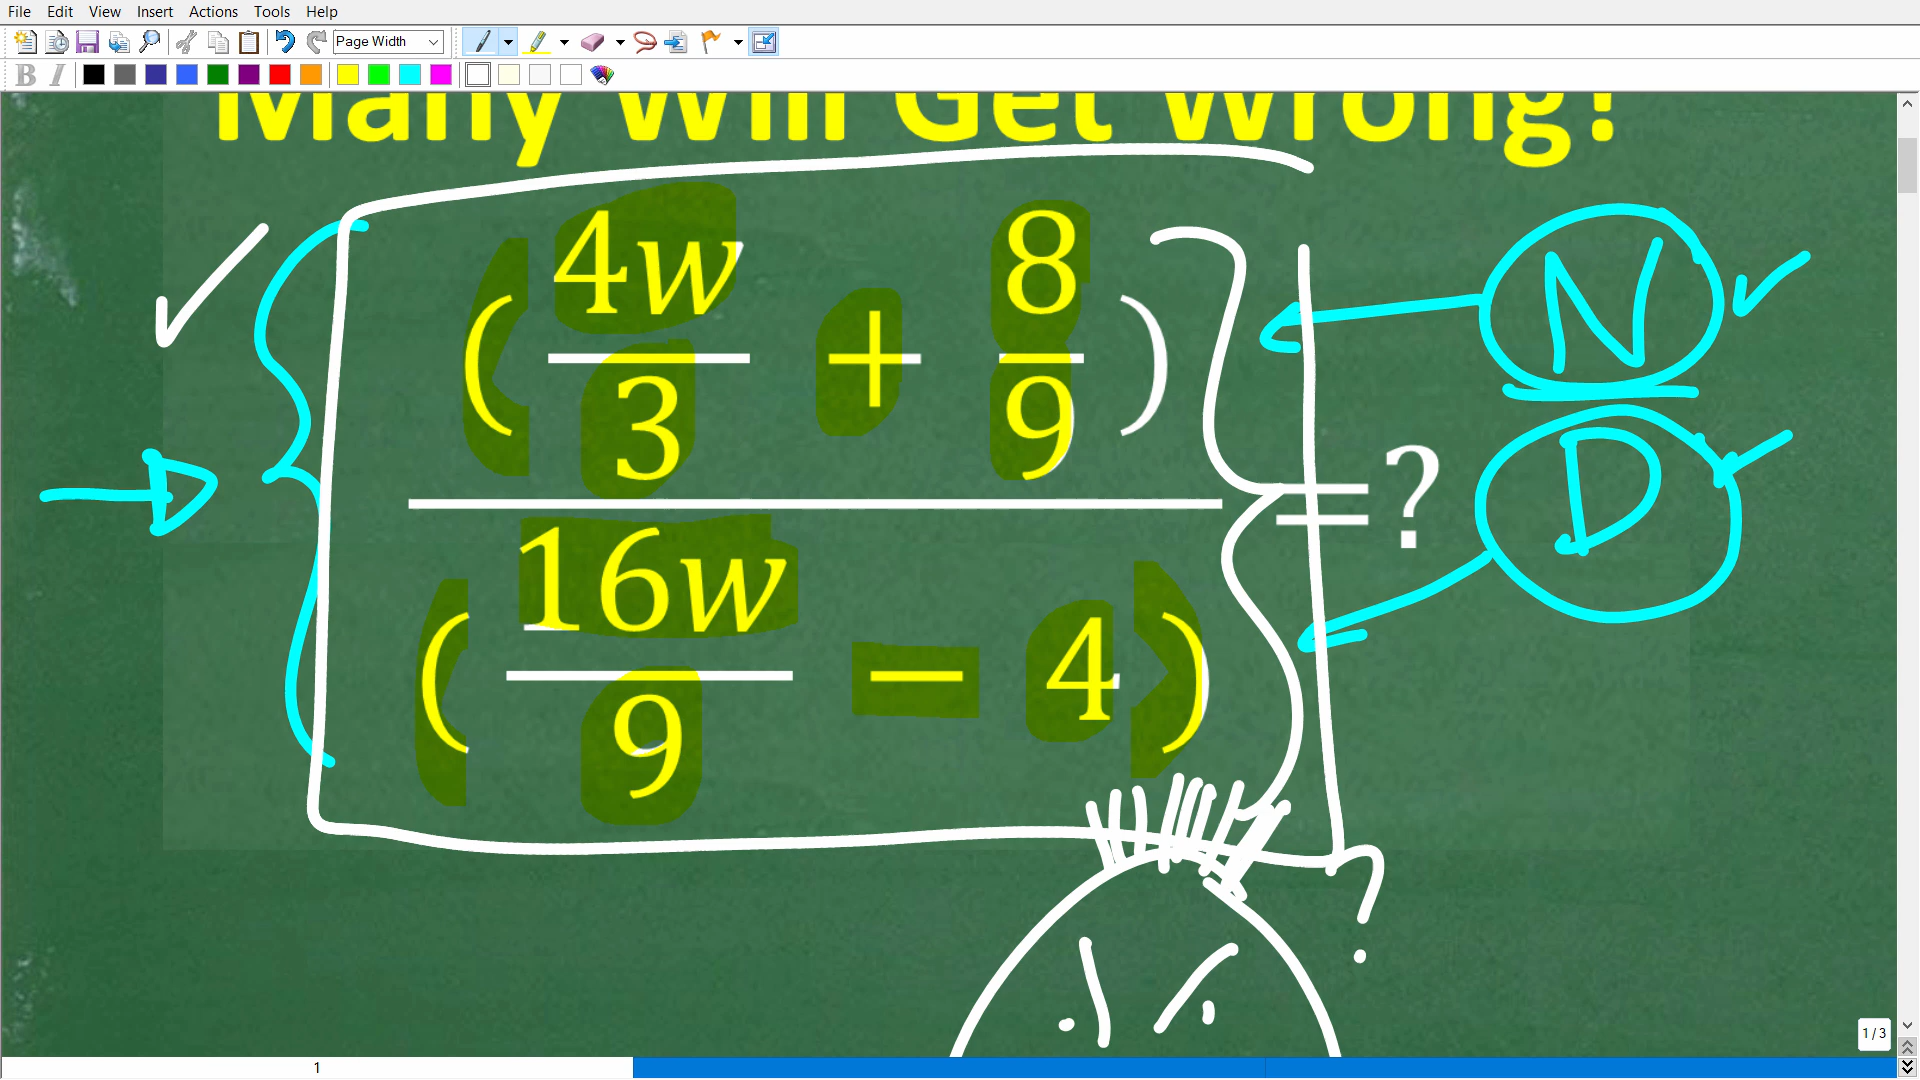 File Edit View Insert Actions Tools Help
Page Width
B I
Many Will Get Wrong?
N
D
D
(4w/3 + 8/9)
(16w/9 − 4)
= ?
?
1 / 3
1